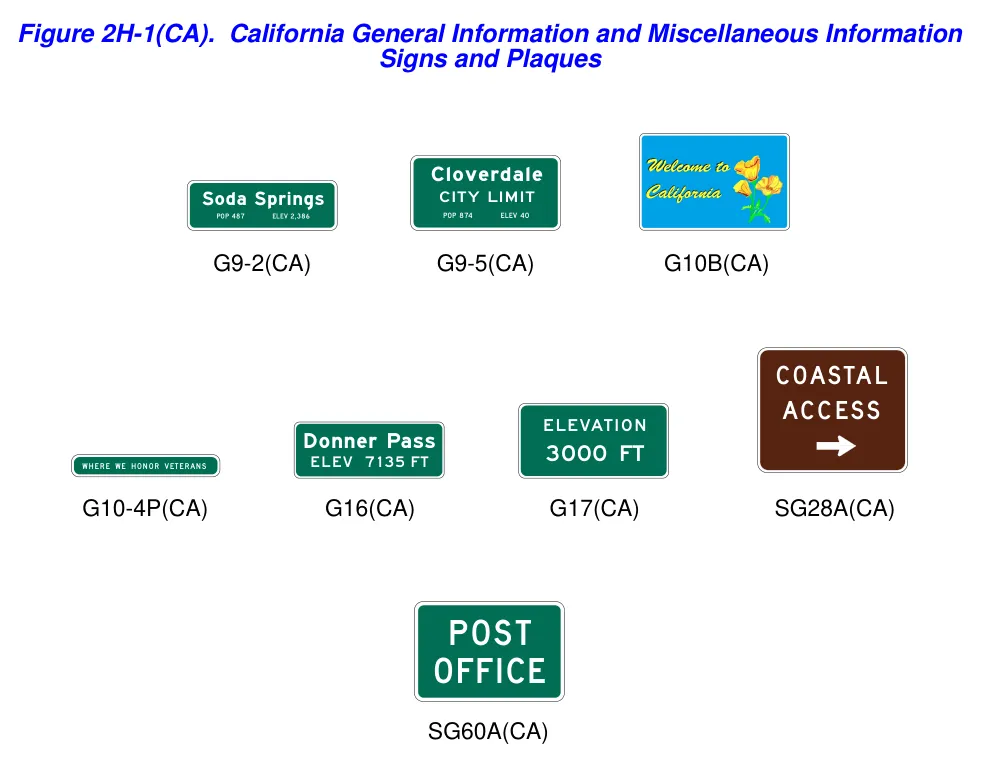 Figure 2H-1(CA). California General Information and Miscellaneous Information
Signs and Plaques
Soda Springs
POP 487 ELEV 2,386
G9-2(CA)
Cloverdale
CITY LIMIT
POP 874 ELEV 40
G9-5(CA)
Welcome to
California
G10B(CA)
WHERE WE HONOR VETERANS
G10-4P(CA)
Donner Pass
ELEV 7135 FT
G16(CA)
ELEVATION
3000 FT
G17(CA)
COASTAL
ACCESS
SG28A(CA)
POST
OFFICE
SG60A(CA)